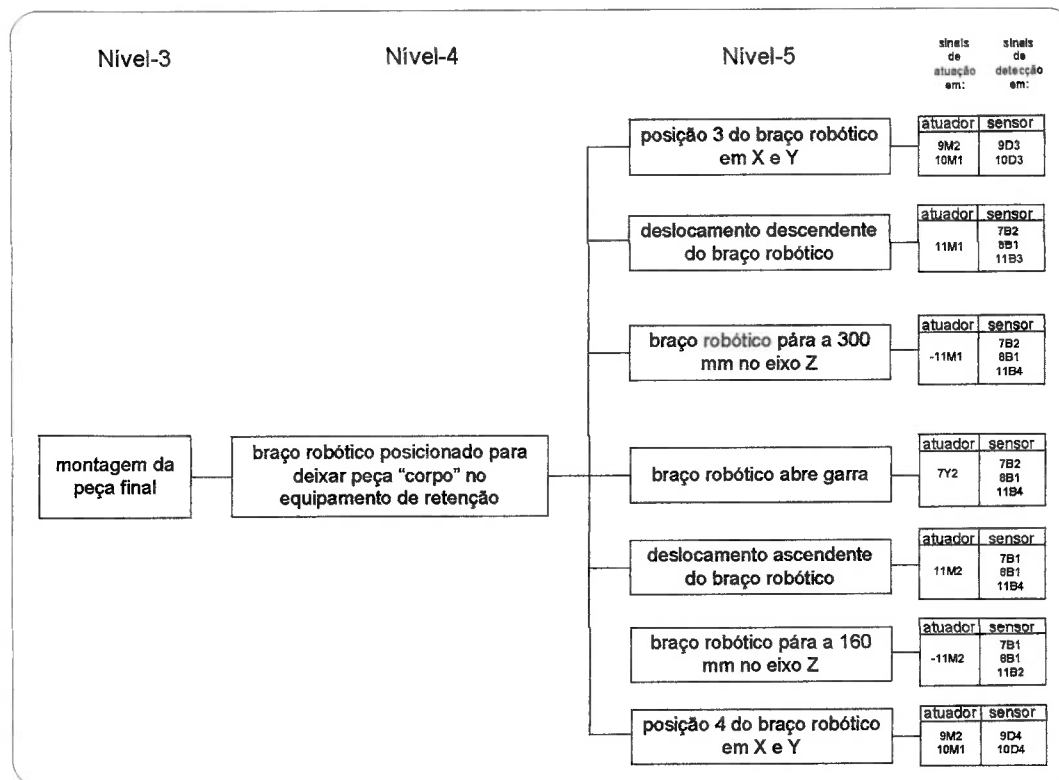 Nível-3
Nível-4
Nível-5
sinais
de
atuação
em:
sinais
de
detecção
em:
posição 3 do braço robótico
em X e Y
atuador sensor
9M2 9D3
10M1 10D3
deslocamento descendente
do braço robótico
atuador sensor
11M1
7B2
8B1
11B3
braço robótico pára a 300
mm no eixo Z
atuador sensor
-11M1
7B2
8B1
11B4
montagem da
peça final
braço robótico posicionado para
deixar peça “corpo” no
equipamento de retenção
braço robótico abre garra
atuador sensor
7Y2
7B2
8B1
11B4
deslocamento ascendente
do braço robótico
atuador sensor
11M2
7B1
8B1
11B4
braço robótico pára a 160
mm no eixo Z
atuador sensor
-11M2
7B1
8B1
11B2
posição 4 do braço robótico
em X e Y
atuador sensor
9M2 9D4
10M1 10D4